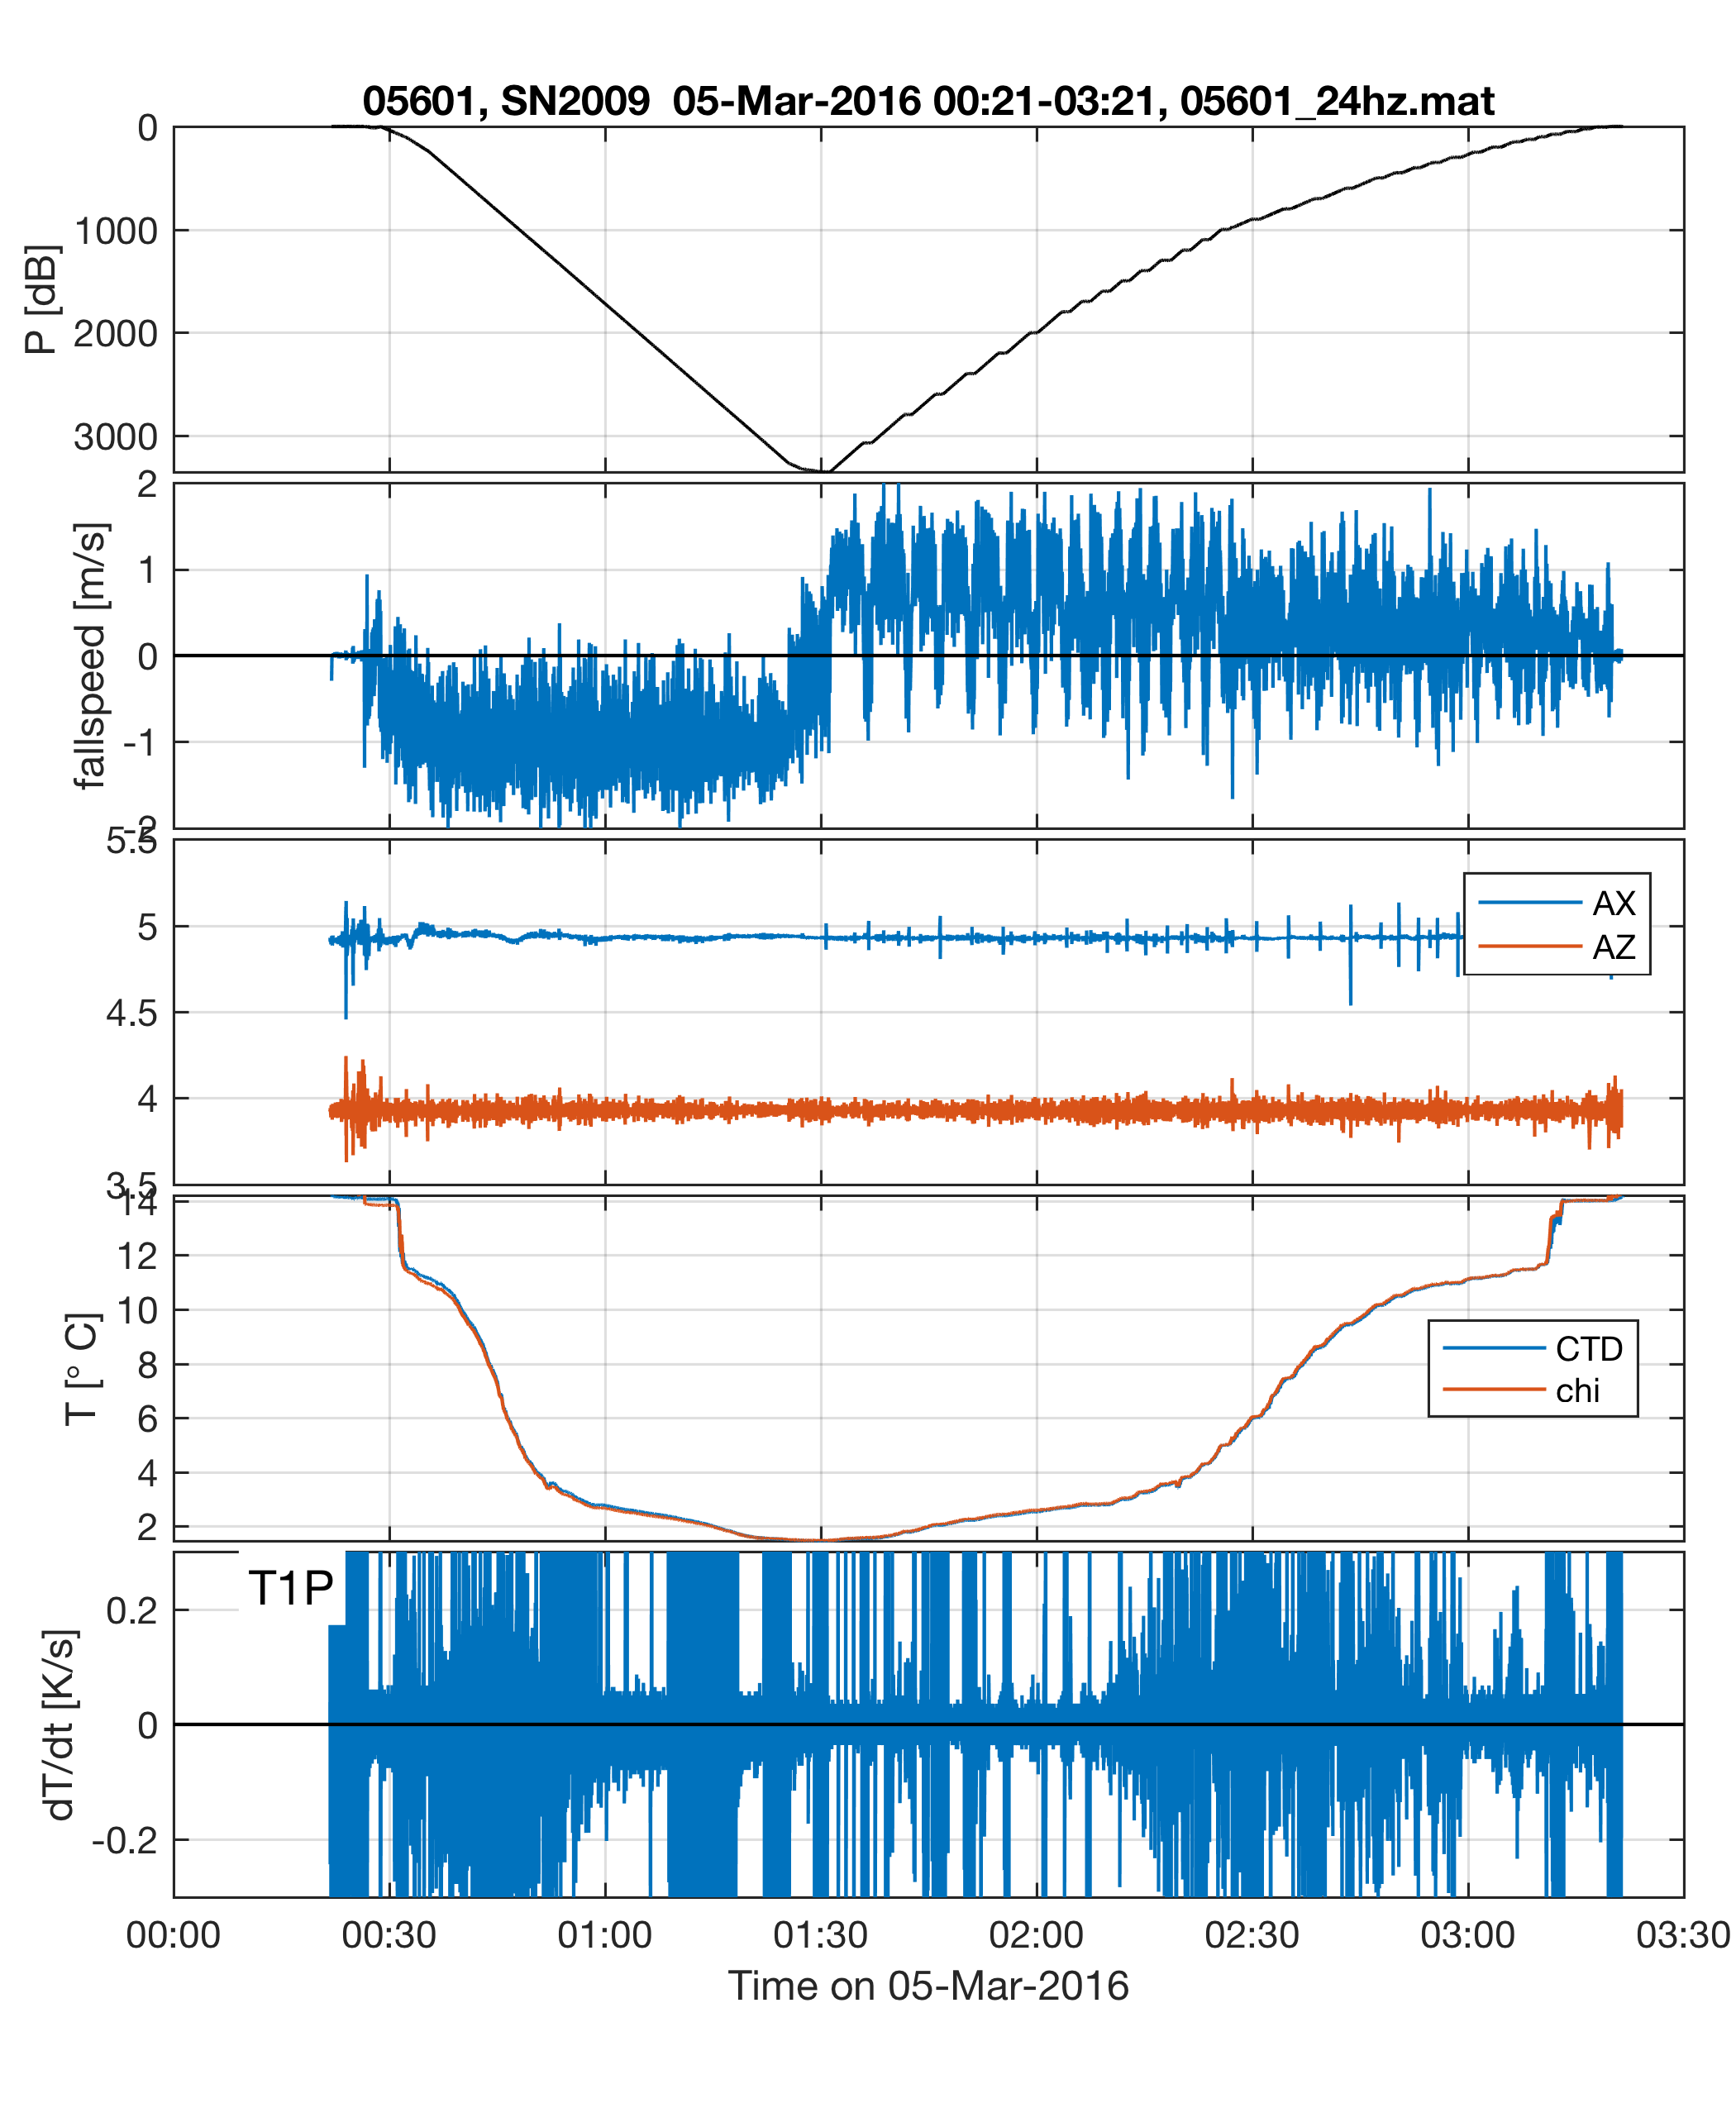 05601, SN2009  05-Mar-2016 00:21-03:21, 05601_24hz.mat
0
1000
2000
3000
P [dB]
2
1
0
-1
-2
fallspeed [m/s]
5.5
5
4.5
4
3.5
AX
AZ
14
12
10
8
6
4
2
T [° C]
CTD
chi
T1P
0.2
0
-0.2
dT/dt [K/s]
00:00 00:30 01:00 01:30 02:00 02:30 03:00 03:30
Time on 05-Mar-2016